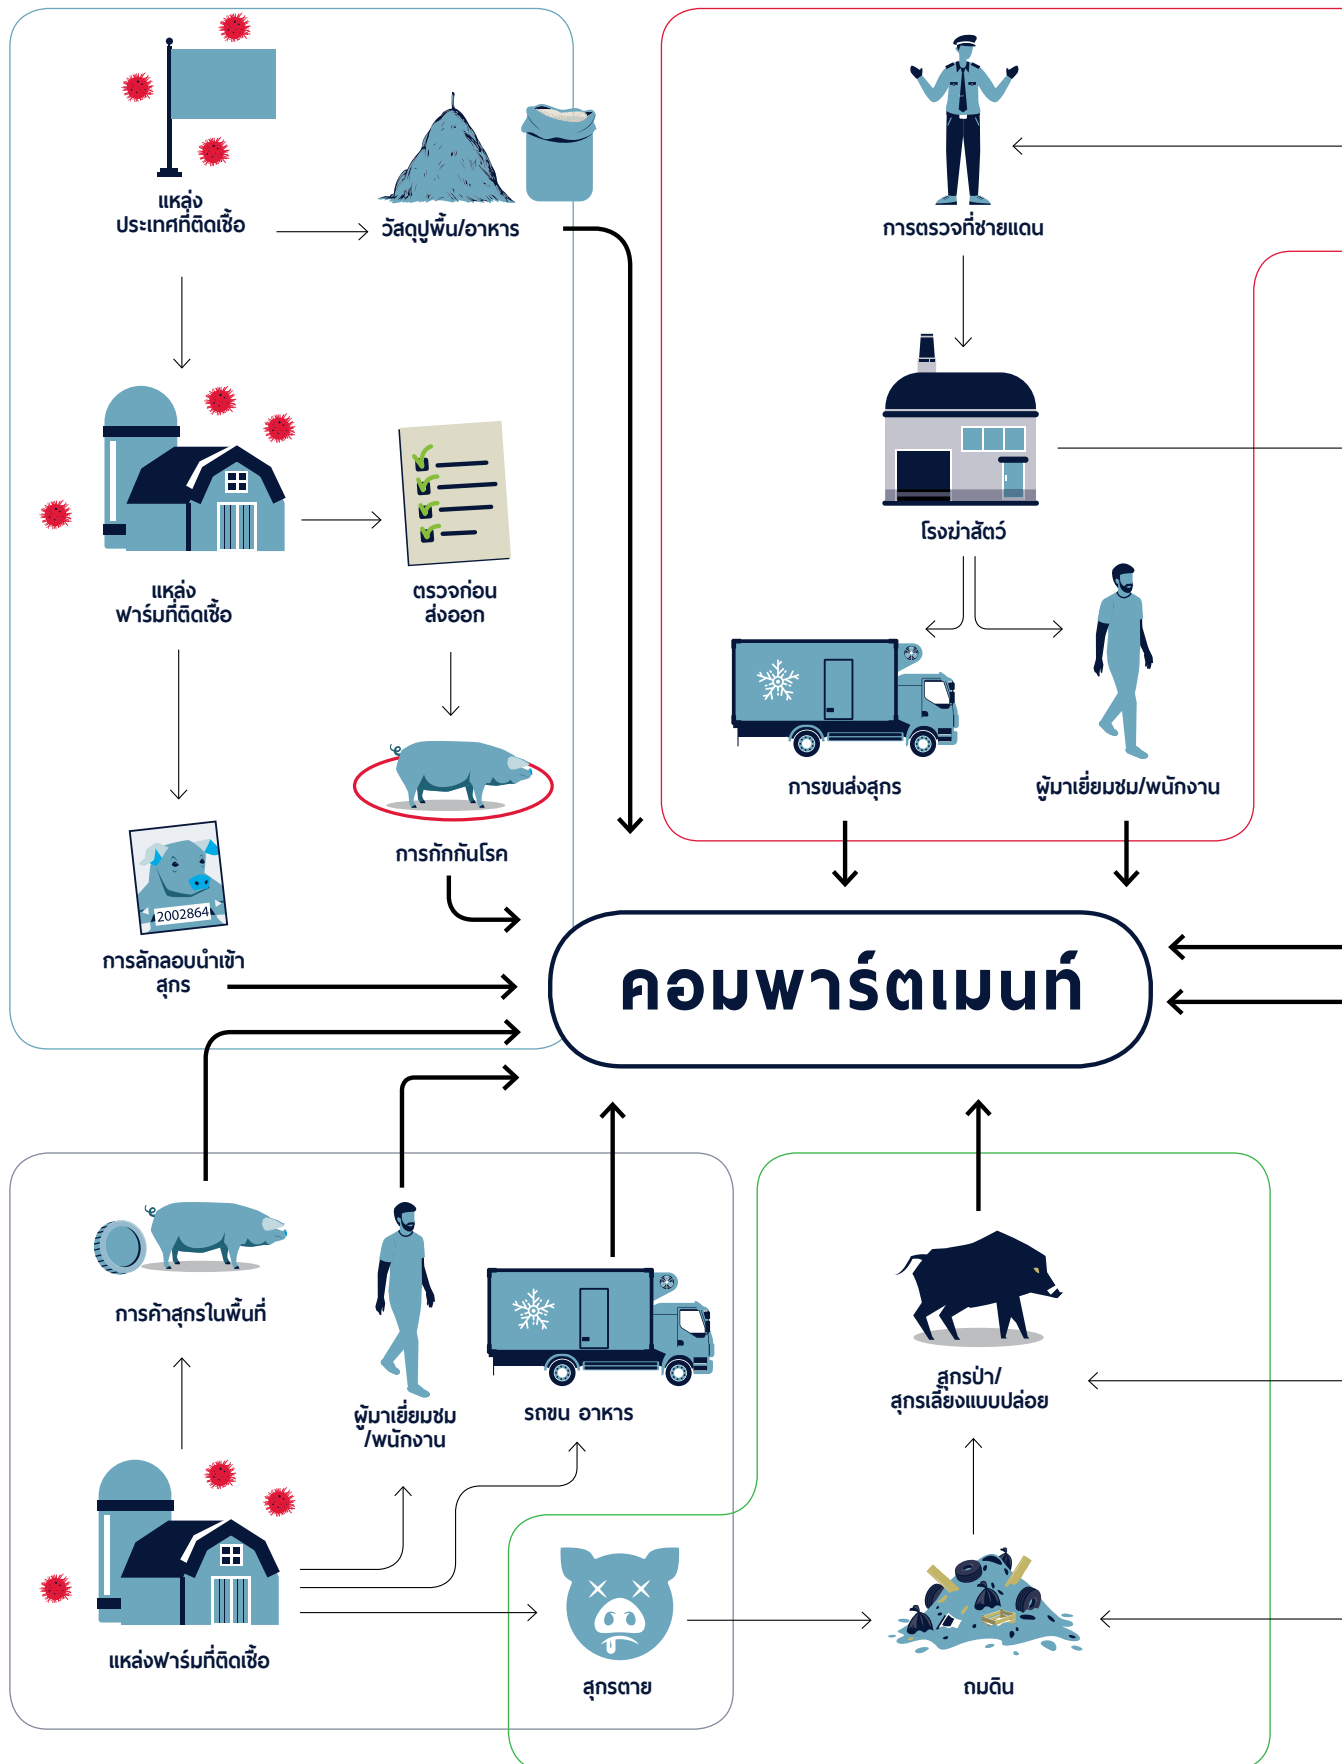 แหล่ง
ประเทศที่ติดเชื้อ
วัสดุปูพื้น/อาหาร
การตรวจที่ชายแดน
แหล่ง
ฟาร์มที่ติดเชื้อ
ตรวจก่อน
ส่งออก
โรงฆ่าสัตว์
การขนส่งสุกร
ผู้มาเยี่ยมชม/พนักงาน
การกักกันโรค
2002864
การลักลอบนำเข้า
สุกร
คอมพาร์ตเมนท์
การค้าสุกรในพื้นที่
ผู้มาเยี่ยมชม
/พนักงาน
รถขน อาหาร
สุกรป่า/
สุกรเลี้ยงแบบปล่อย
แหล่งฟาร์มที่ติดเชื้อ
สุกรตาย
ถมดิน